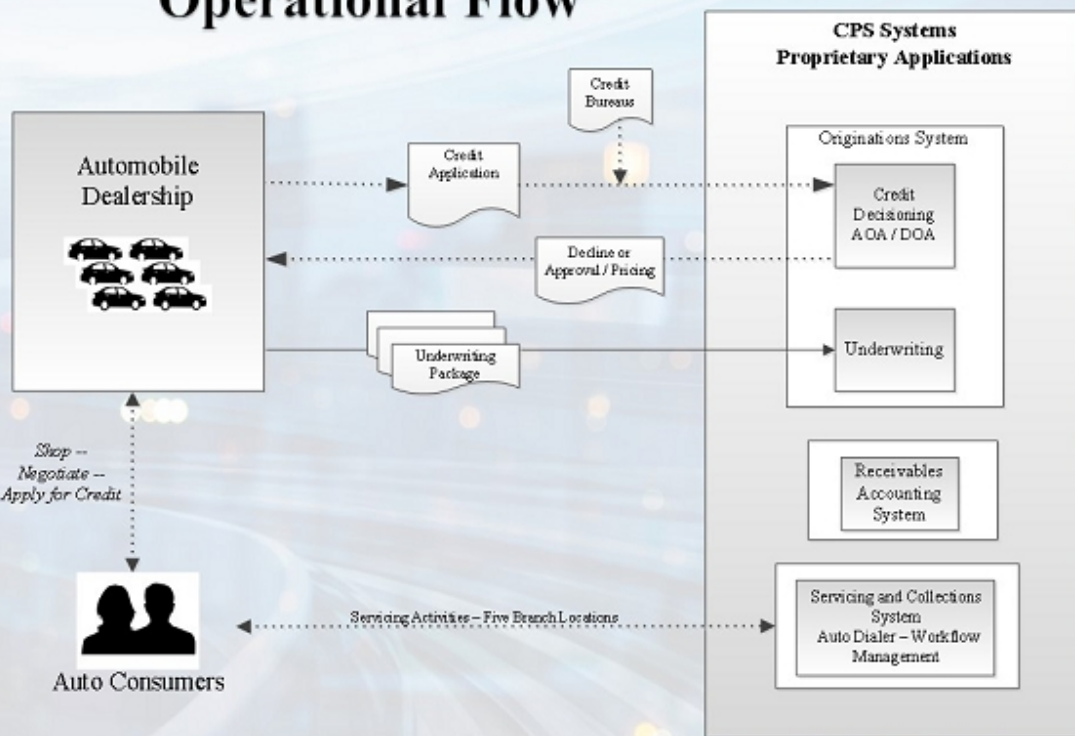 Operational Flow
CPS Systems
Proprietary Applications
Credit
Bureaus
Automobile
Dealership
Credit
Application
Originations System
Credit
Decisioning
AOA / DOA
Decline or
Approval / Pricing
Underwriting
Package
Underwriting
Shop --
Negotiate --
Apply for Credit
Receivables
Accounting
System
Servicing Activities – Five Branch Locations
Servicing and Collections
System
Auto Dialer – Workflow
Management
Auto Consumers